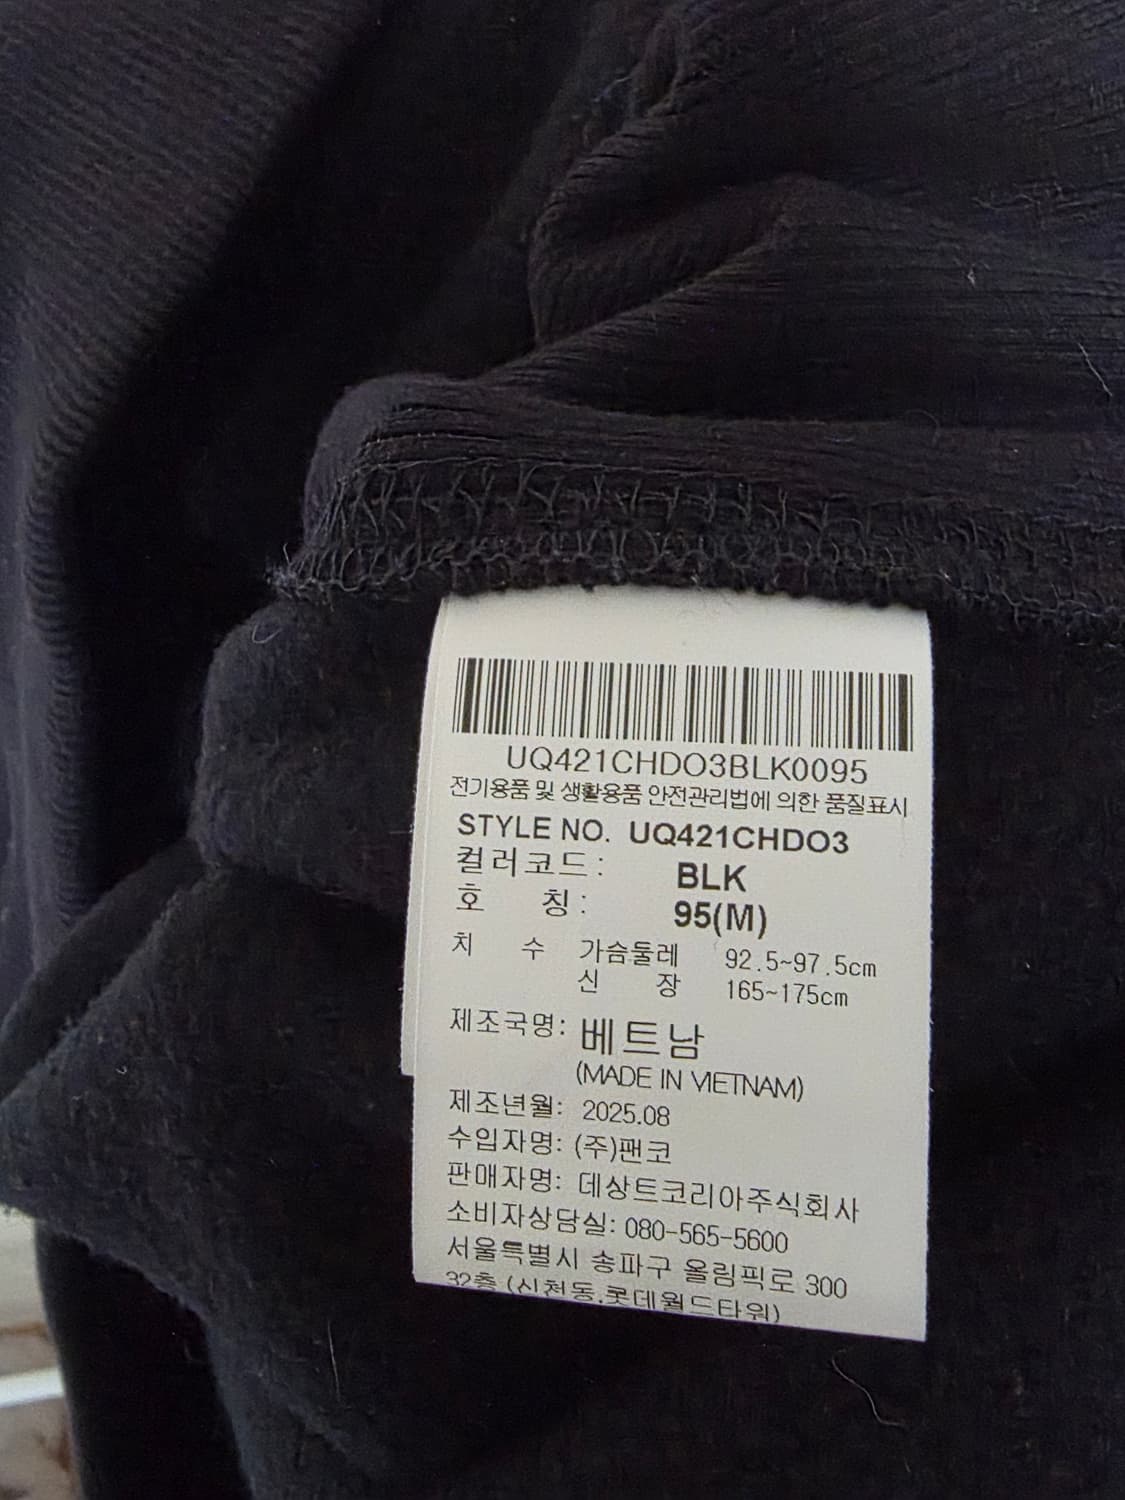 UQ421CHDO3BLK0095
전기용품 및 생활용품 안전관리법에 의한 품질표시
STYLE NO. UQ421CHDO3
컬러코드: BLK
호 칭: 95(M)
치 수 가슴둘레 92.5~97.5cm
신 장 165~175cm
제조국명: 베트남
(MADE IN VIETNAM)
제조년월: 2025.08
수입자명: (주)팬코
판매자명: 데상트코리아주식회사
소비자상담실: 080-565-5600
서울특별시 송파구 올림픽로 300
32층 (신천동,롯데월드타워)